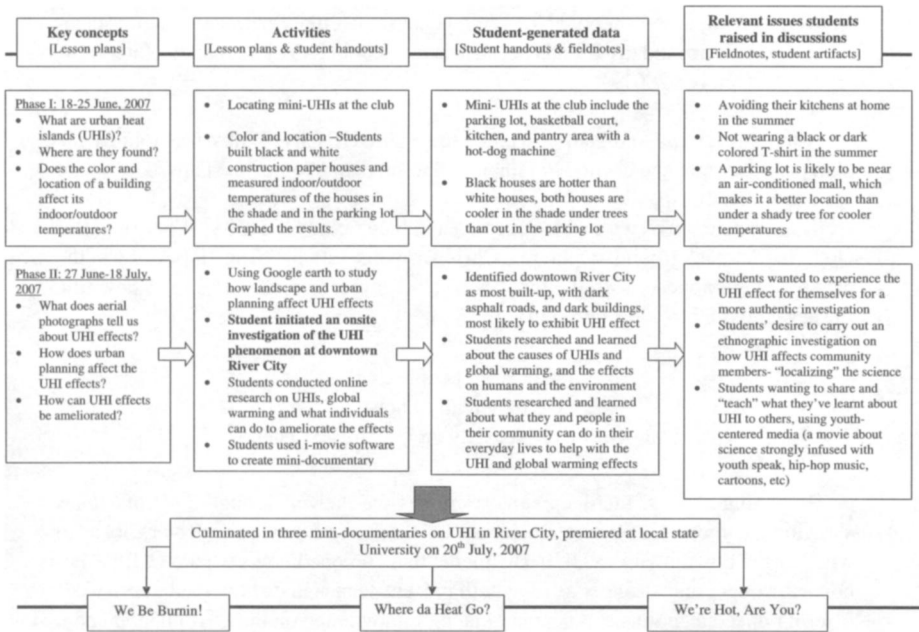 Key concepts
[Lesson plans]
Activities
[Lesson plans & student handouts]
Student-generated data
[Student handouts & fieldnotes]
Relevant issues students
raised in discussions
[Fieldnotes, student artifacts]
Phase I: 18-25 June, 2007
• What are urban heat
islands (UHIs)?
• Where are they found?
• Does the color and
location of a building
affect its
indoor/outdoor
temperatures?
• Locating mini-UHIs at the club
• Color and location –Students
built black and white
construction paper houses and
measured indoor/outdoor
temperatures of the houses in
the shade and in the parking lot.
Graphed the results.
• Mini- UHIs at the club include the
parking lot, basketball court,
kitchen, and pantry area with a
hot-dog machine
• Black houses are hotter than
white houses, both houses are
cooler in the shade under trees
than out in the parking lot
• Avoiding their kitchens at home
in the summer
• Not wearing a black or dark
colored T-shirt in the summer
• A parking lot is likely to be near
an air-conditioned mall, which
makes it a better location than
under a shady tree for cooler
temperatures
Phase II: 27 June-18 July,
2007
• What does aerial
photographs tell us
about UHI effects?
• How does urban
planning affect the
UHI effects?
• How can UHI effects
be ameliorated?
• Using Google earth to study
how landscape and urban
planning affect UHI effects
• Student initiated an onsite
investigation of the UHI
phenomenon at downtown
River City
• Students conducted online
research on UHIs, global
warming and what individuals
can do to ameliorate the effects
• Students used i-movie software
to create mini-documentary
• Identified downtown River City
as most built-up, with dark
asphalt roads, and dark buildings,
most likely to exhibit UHI effect
• Students researched and learned
about the causes of UHIs and
global warming, and the effects
on humans and the environment
• Students researched and learned
about what they and people in
their community can do in their
everyday lives to help with the
UHI and global warming effects
• Students wanted to experience the
UHI effect for themselves for a
more authentic investigation
• Students' desire to carry out an
ethnographic investigation on
how UHI affects community
members- "localizing" the science
• Students wanting to share and
"teach" what they've learnt about
UHI to others, using youth-
centered media (a movie about
science strongly infused with
youth speak, hip-hop music,
cartoons, etc)
Culminated in three mini-documentaries on UHI in River City, premiered at local state
University on 20th July, 2007
We Be Burnin!
Where da Heat Go?
We're Hot, Are You?